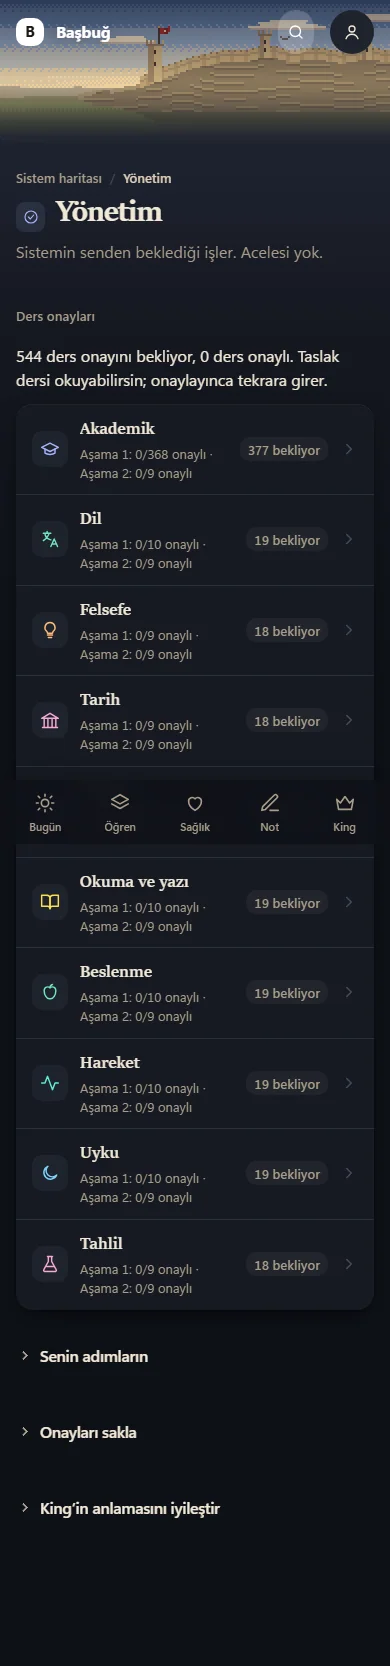 B Başbuğ
Sistem haritası / Yönetim
Yönetim
Sistemin senden beklediği işler. Acelesi yok.
Ders onayları
544 ders onayını bekliyor, 0 ders onaylı. Taslak
dersi okuyabilirsin; onaylayınca tekrara girer.
Akademik
Aşama 1: 0/368 onaylı ·
Aşama 2: 0/9 onaylı
377 bekliyor
Dil
Aşama 1: 0/10 onaylı ·
Aşama 2: 0/9 onaylı
19 bekliyor
Felsefe
Aşama 1: 0/9 onaylı ·
Aşama 2: 0/9 onaylı
18 bekliyor
Tarih
Aşama 1: 0/9 onaylı ·
Aşama 2: 0/9 onaylı
18 bekliyor
Bugün Öğren Sağlık Not King
Okuma ve yazı
Aşama 1: 0/10 onaylı ·
Aşama 2: 0/9 onaylı
19 bekliyor
Beslenme
Aşama 1: 0/10 onaylı ·
Aşama 2: 0/9 onaylı
19 bekliyor
Hareket
Aşama 1: 0/10 onaylı ·
Aşama 2: 0/9 onaylı
19 bekliyor
Uyku
Aşama 1: 0/10 onaylı ·
Aşama 2: 0/9 onaylı
19 bekliyor
Tahlil
Aşama 1: 0/9 onaylı ·
Aşama 2: 0/9 onaylı
18 bekliyor
Senin adımların
Onayları sakla
King’in anlamasını iyileştir